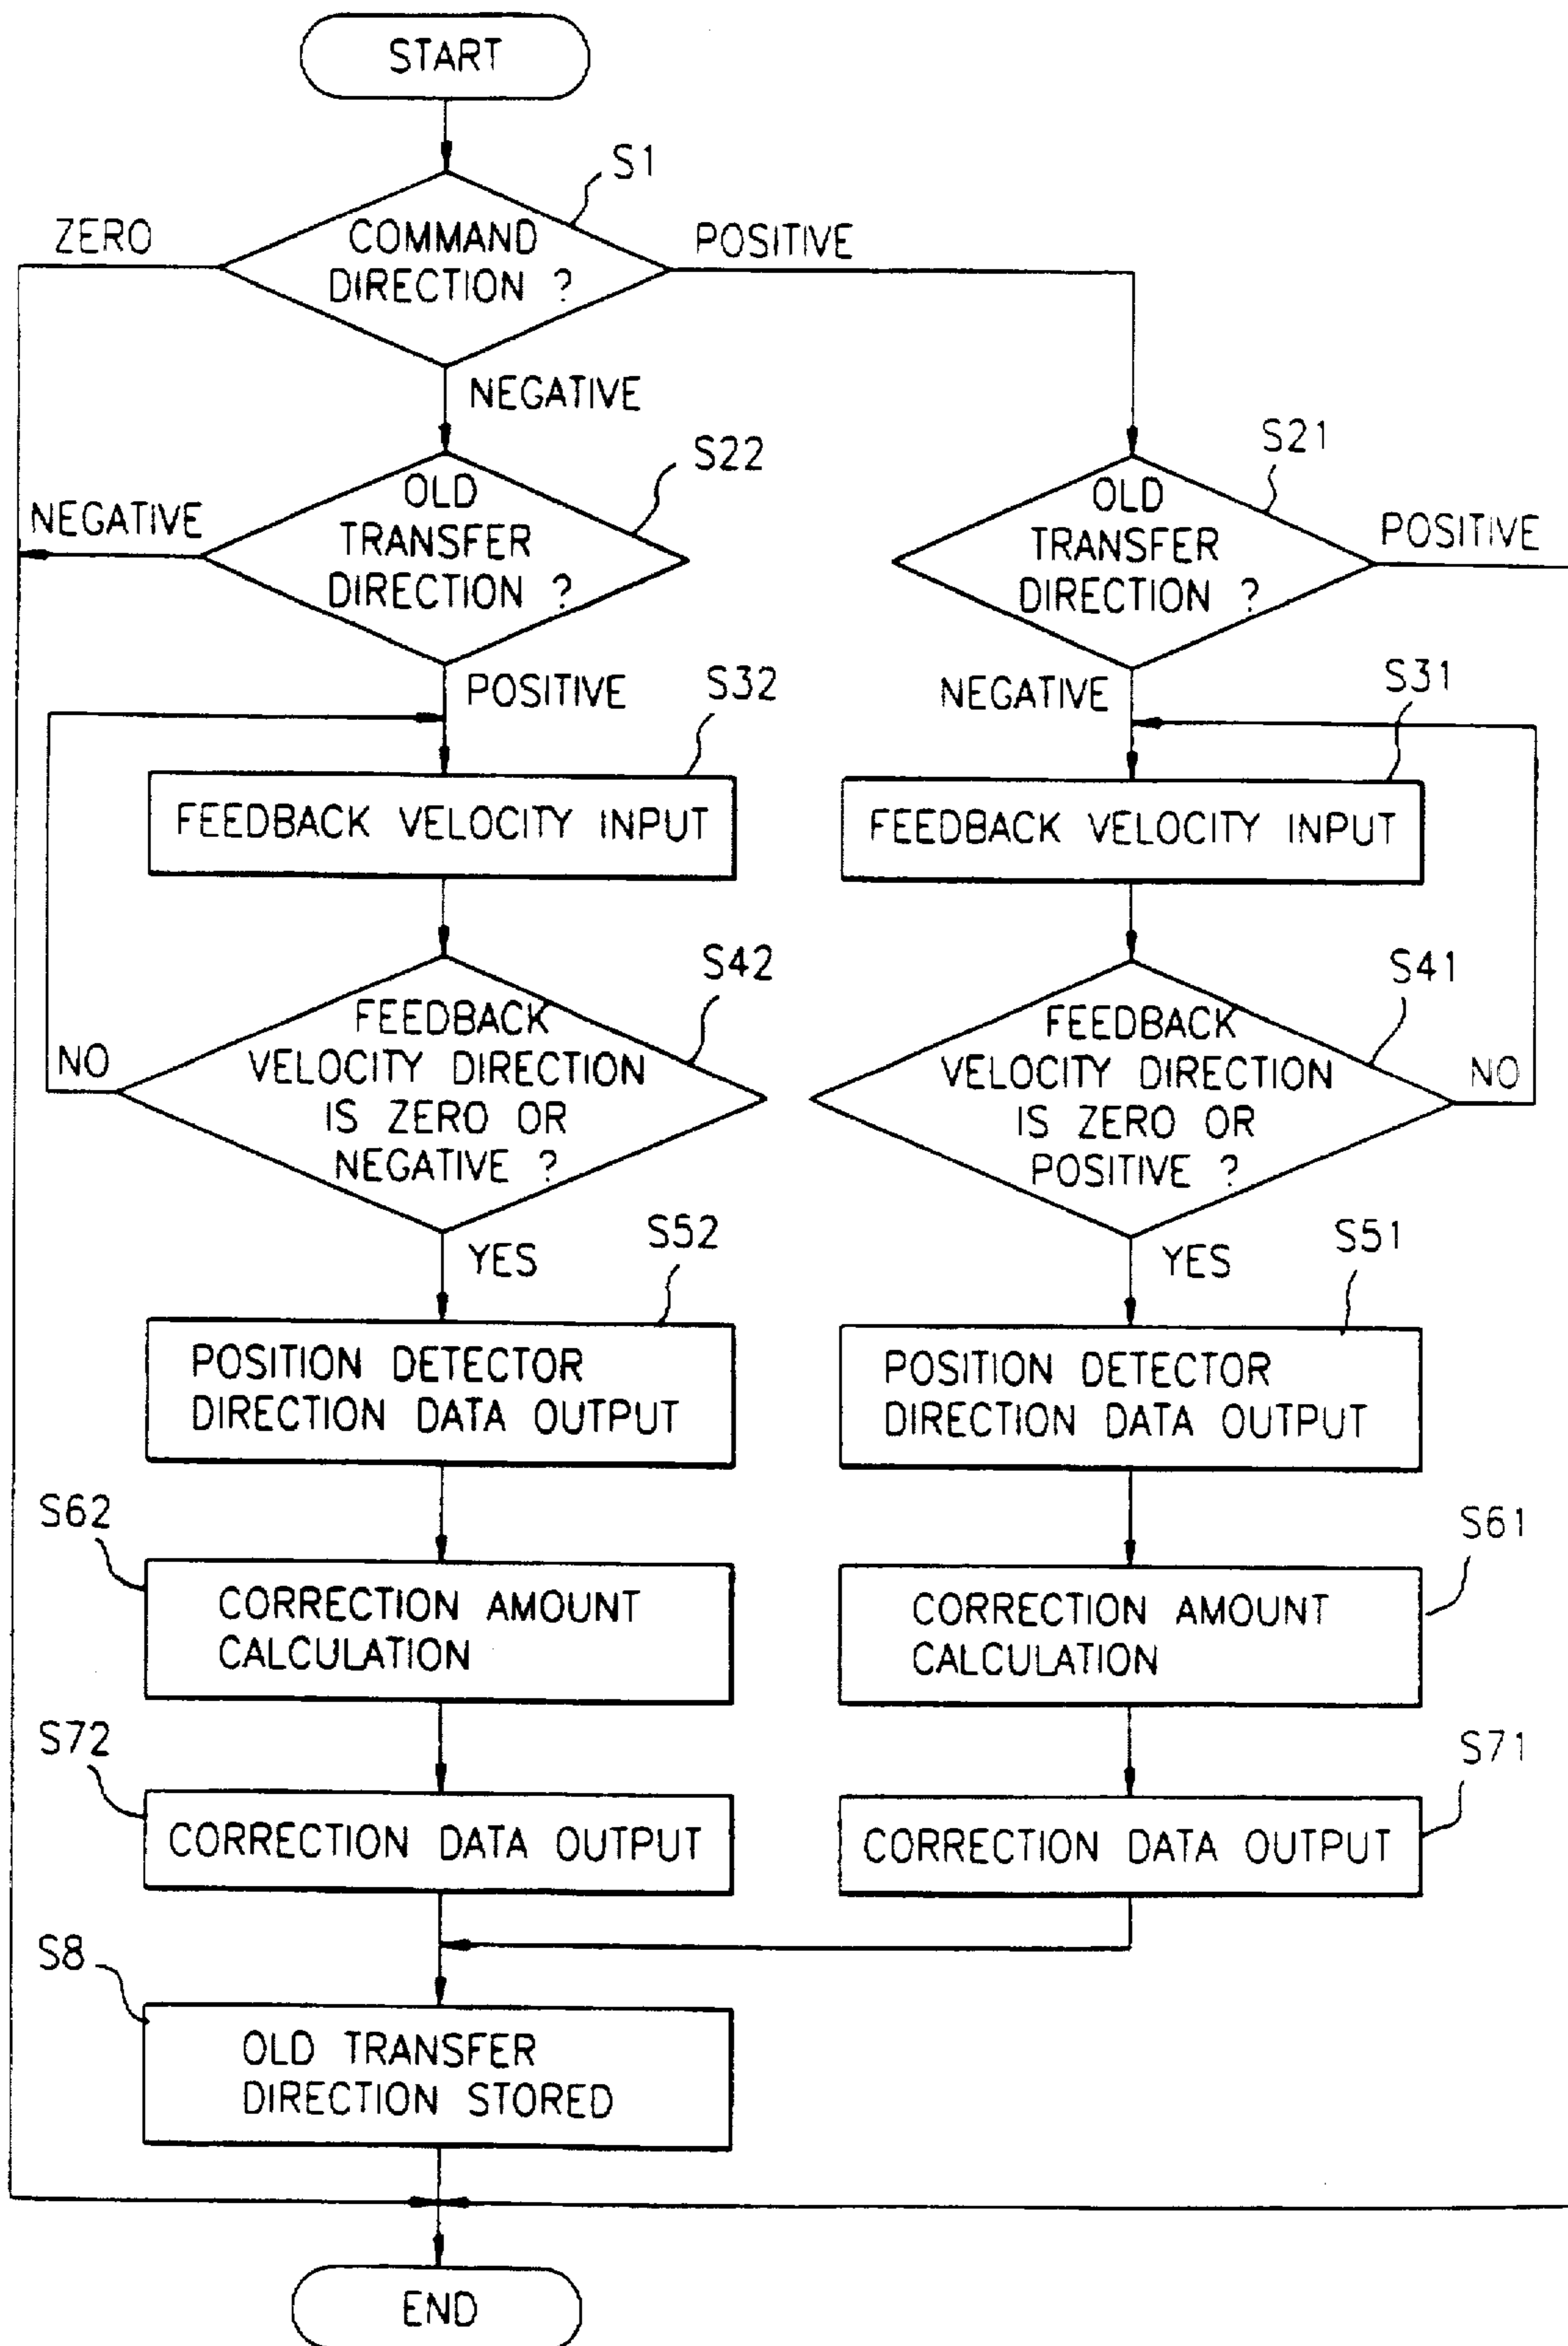 START
S1
ZERO
COMMAND
DIRECTION ?
POSITIVE
NEGATIVE
S22
S21
NEGATIVE
OLD
TRANSFER
DIRECTION ?
OLD
TRANSFER
DIRECTION ?
POSITIVE
POSITIVE
S32
NEGATIVE
S31
FEEDBACK VELOCITY INPUT
FEEDBACK VELOCITY INPUT
S42
S41
NO
FEEDBACK
VELOCITY DIRECTION
IS ZERO OR
NEGATIVE ?
FEEDBACK
VELOCITY DIRECTION
IS ZERO OR
POSITIVE ?
NO
YES
S52
YES
S51
POSITION DETECTOR
DIRECTION DATA OUTPUT
POSITION DETECTOR
DIRECTION DATA OUTPUT
S62
S61
CORRECTION AMOUNT
CALCULATION
CORRECTION AMOUNT
CALCULATION
S72
S71
CORRECTION DATA OUTPUT
CORRECTION DATA OUTPUT
S8
OLD TRANSFER
DIRECTION STORED
END